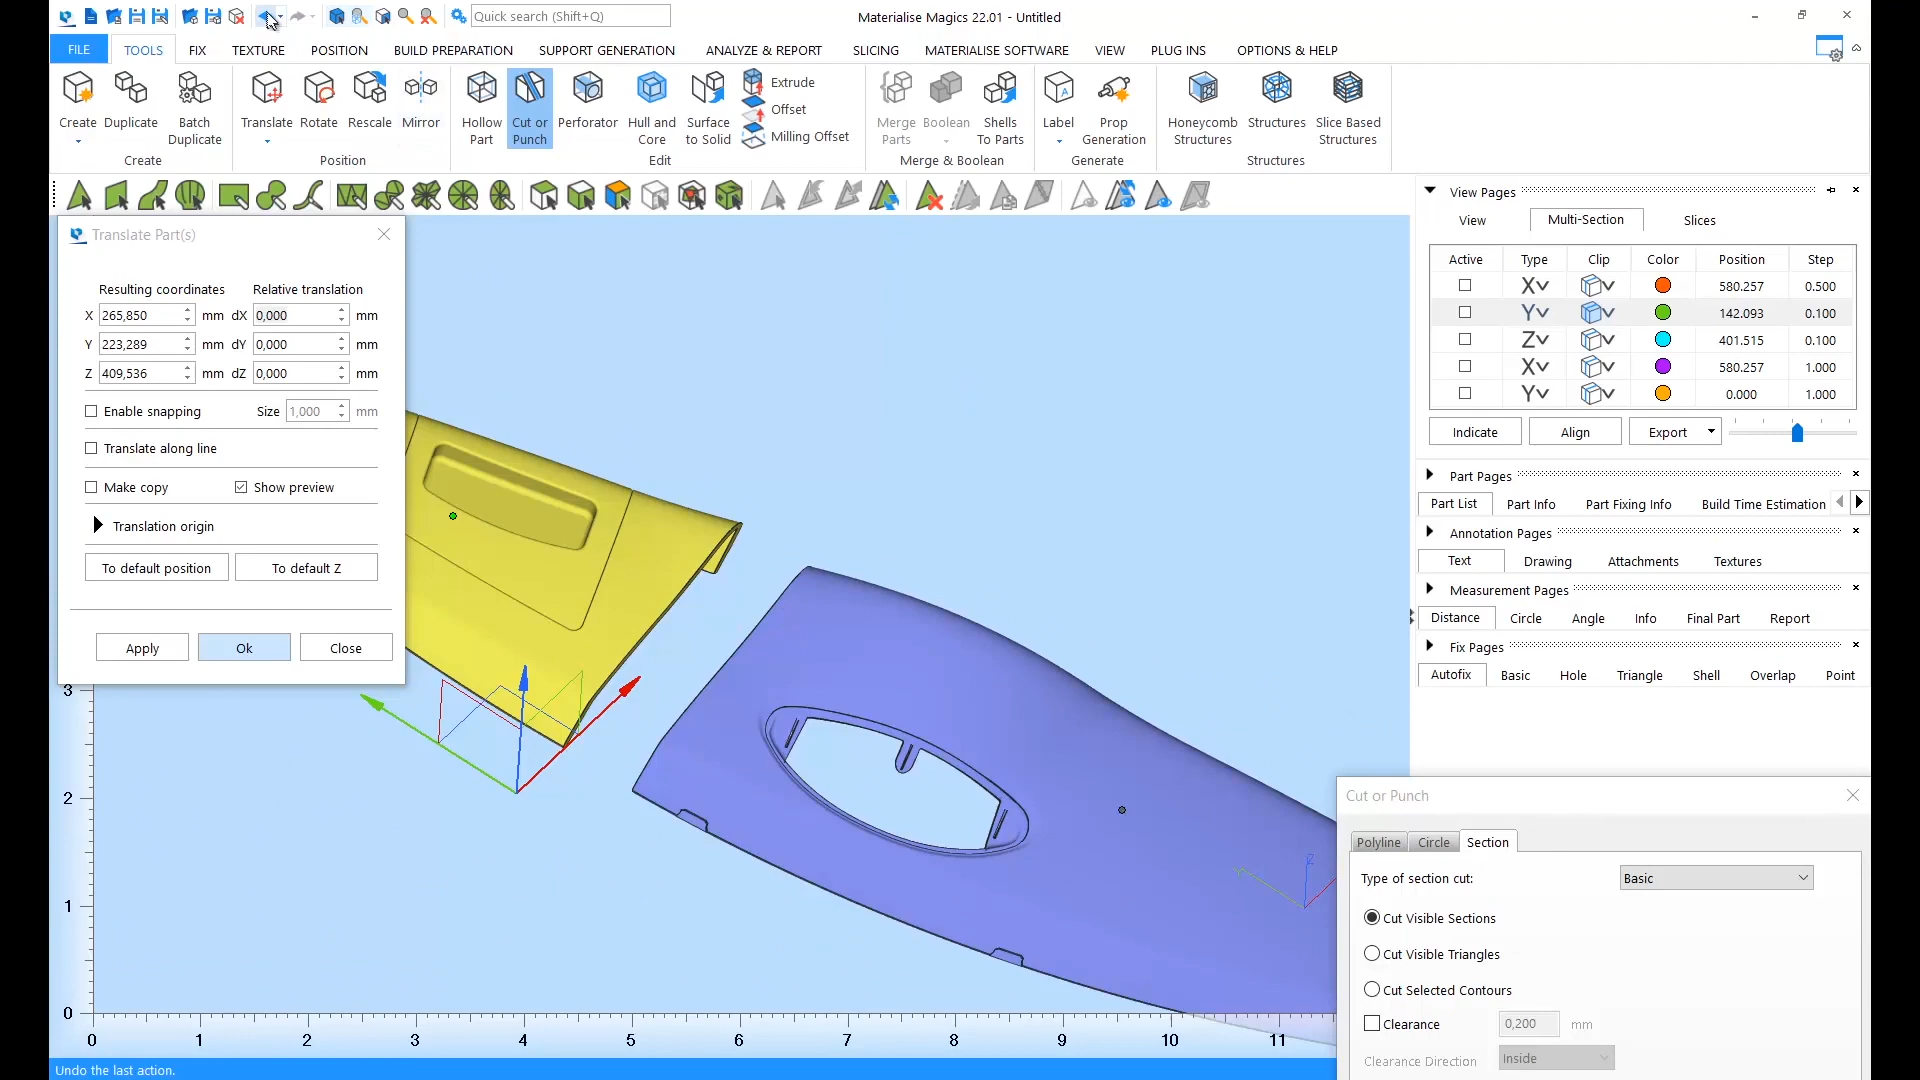 Quick search (Shift+Q)
Materialise Magics 22.01 - Untitled
FILE TOOLS FIX TEXTURE POSITION BUILD PREPARATION SUPPORT GENERATION ANALYZE & REPORT SLICING MATERIALISE SOFTWARE VIEW PLUG INS OPTIONS & HELP
Create Duplicate Batch Duplicate
Create
Translate Rotate Rescale Mirror
Position
Hollow Part Cut or Punch Perforator Hull and Core Surface to Solid
Extrude
Offset
Milling Offset
Edit
Merge Parts Boolean Shells To Parts
Merge & Boolean
Label Prop Generation
Generate
Honeycomb Structures Structures Slice Based Structures
Structures
Translate Part(s)
Resulting coordinates Relative translation
X 265,850 mm dX 0,000 mm
Y 223,289 mm dY 0,000 mm
Z 409,536 mm dZ 0,000 mm
Enable snapping Size 1,000 mm
Translate along line
Make copy Show preview
Translation origin
To default position To default Z
Apply Ok Close
View Pages
View Multi-Section Slices
Active Type Clip Color Position Step
X 580.257 0.500
Y 142.093 0.100
Z 401.515 0.100
X 580.257 1.000
Y 0.000 1.000
Indicate Align Export
Part Pages
Part List Part Info Part Fixing Info Build Time Estimation
Annotation Pages
Text Drawing Attachments Textures
Measurement Pages
Distance Circle Angle Info Final Part Report
Fix Pages
Autofix Basic Hole Triangle Shell Overlap Point
Cut or Punch
Polyline Circle Section
Type of section cut: Basic
Cut Visible Sections
Cut Visible Triangles
Cut Selected Contours
Clearance 0,200 mm
Clearance Direction Inside
3
2
1
0
0 1 2 3 4 5 6 7 8 9 10 11
Z
Y
Undo the last action.